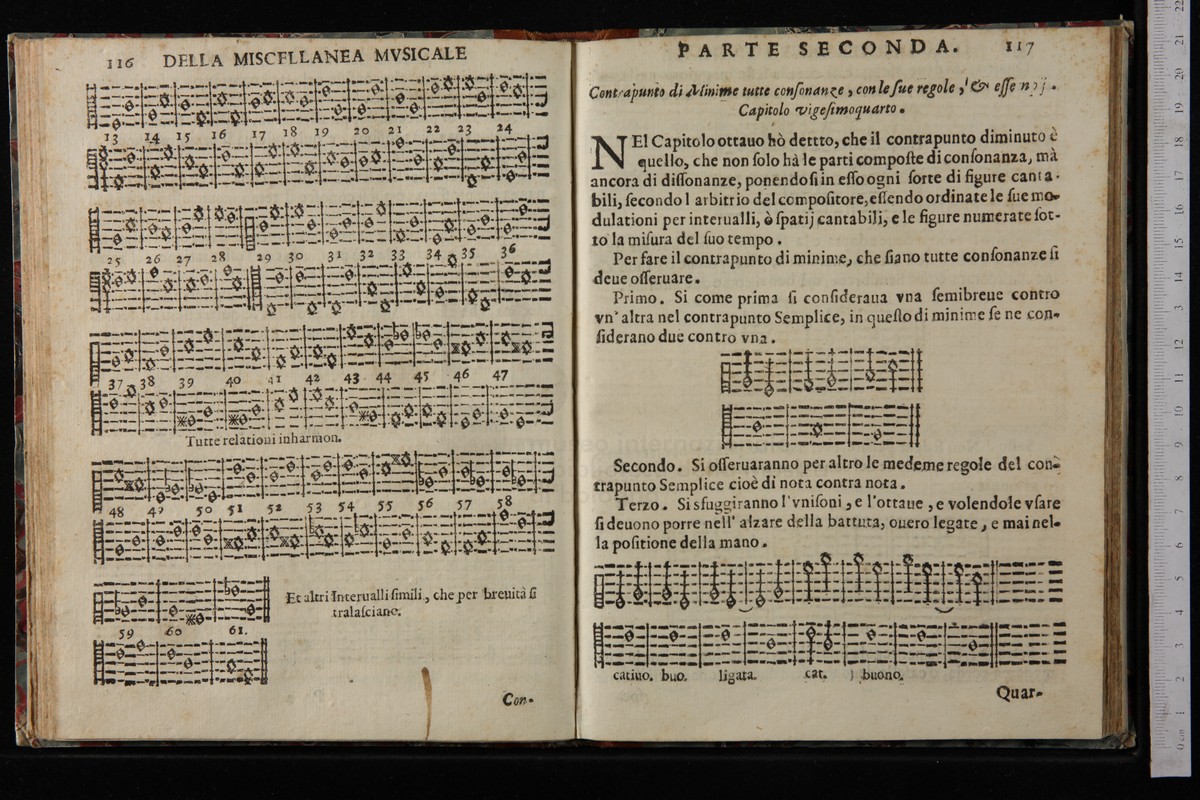 116 DELLA MISCELLANEA MVSICALE
13 14 15 16 17 18 19 20 21 22 23 24
25 26 27 28 29 30 31 32 33 34 35 36
37 38 39 40 41 42 43 44 45 46 47
Tutte relationi inharmon.
48 49 50 51 52 53 54 55 56 57 58
Et altri Interualli ſimili, che per breuità ſi
tralaſciano.
59 60 61.
Con-
PARTE SECONDA. 117
Contrapunto di Minime tutte conſonanze, con le ſue regole, & eſſe
Capitolo vigeſimoquarto.
NEl Capitolo ottauo hò dettto, che il contrapunto diminuto è
quello, che non ſolo hà le parti compoſte di conſonanza, mà
ancora di diſſonanze, ponendoſi in eſſo ogni ſorte di figure canta-
bili, ſecondo l arbitrio del compoſitore, eſſendo ordinate le ſue mo-
dulationi per interualli, ò ſpatij cantabili, e le figure numerate ſot-
to la miſura del ſuo tempo.
Per fare il contrapunto di minime, che ſiano tutte conſonanze ſi
deue oſſeruare.
Primo. Si come prima ſi conſideraua vna ſemibreue contro
vn' altra nel contrapunto Semplice, in queſto di minime ſe ne con-
ſiderano due contro vna.
Secondo. Si oſſeruaranno per altro le medeme regole del con-
trapunto Semplice cioè di nota contra nota.
Terzo. Si sfuggiranno l'vniſoni, e l'ottaue, e volendole vſare
ſi deuono porre nell' alzare della battuta, ouero legate, e mai nel-
la poſitione della mano.
catiuo. buo. ligata. cat. buono.
Quar-